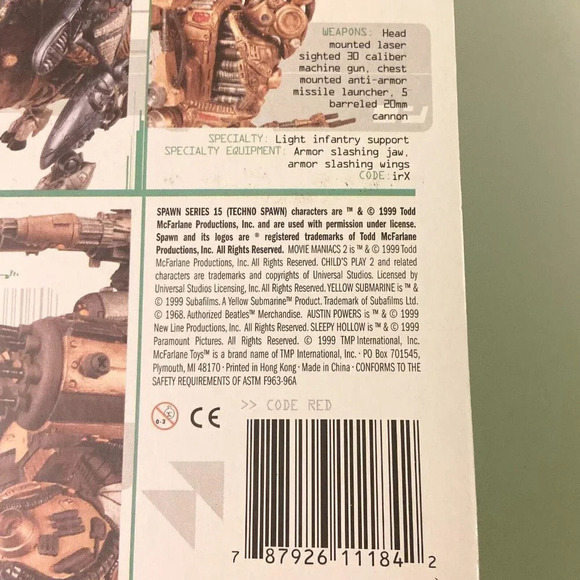 WEAPONS: Head
mounted laser
sighted 30 caliber
machine gun, chest
mounted anti-armor
missile launcher, 5
barreled 20mm
cannon
SPECIALTY: Light infantry support
SPECIALTY EQUIPMENT: Armor slashing jaw,
armor slashing wings
CODE:irX
SPAWN SERIES 15 (TECHNO SPAWN) characters are ™ & © 1999 Todd
McFarlane Productions, Inc. and are used with permission under license.
Spawn and its logos are ® registered trademarks of Todd McFarlane
Productions, Inc. All Rights Reserved. MOVIE MANIACS 2 is ™ & © 1999 Todd
McFarlane Productions, Inc. All Rights Reserved. CHILD'S PLAY 2 and related
characters are trademarks and copyrights of Universal Studios. Licensed by
Universal Studios Licensing, Inc. All Rights Reserved. YELLOW SUBMARINE is ™ &
© 1999 Subafilms. A Yellow Submarine™ Product. Trademark of Subafilms Ltd.
© 1968. Authorized Beatles™ Merchandise. AUSTIN POWERS is ™ & © 1999
New Line Productions, Inc. All Rights Reserved. SLEEPY HOLLOW is ™ & © 1999
Paramount Pictures. All Rights Reserved. © 1999 TMP International, Inc.
McFarlane Toys™ is a brand name of TMP International, Inc. · PO Box 701545,
Plymouth, MI 48170 · Printed in Hong Kong · Made in China · CONFORMS TO THE
SAFETY REQUIREMENTS OF ASTM F963-96A
0-3 CE >> CODE RED
7 87926 11184 2